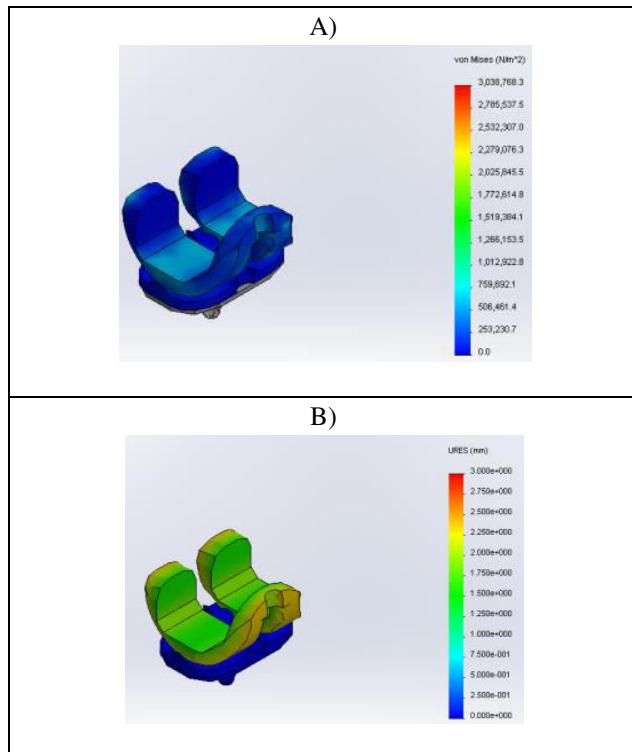 A)
von Mises (N/m^2)
3,038,768.3
2,785,537.5
2,532,307.0
2,279,076.3
2,025,845.5
1,772,614.8
1,519,384.1
1,266,153.5
1,012,922.8
759,692.1
506,461.4
253,230.7
0.0
B)
URES (mm)
3.000e+000
2.750e+000
2.500e+000
2.250e+000
2.000e+000
1.750e+000
1.500e+000
1.250e+000
1.000e+000
7.500e-001
5.000e-001
2.500e-001
0.000e+000